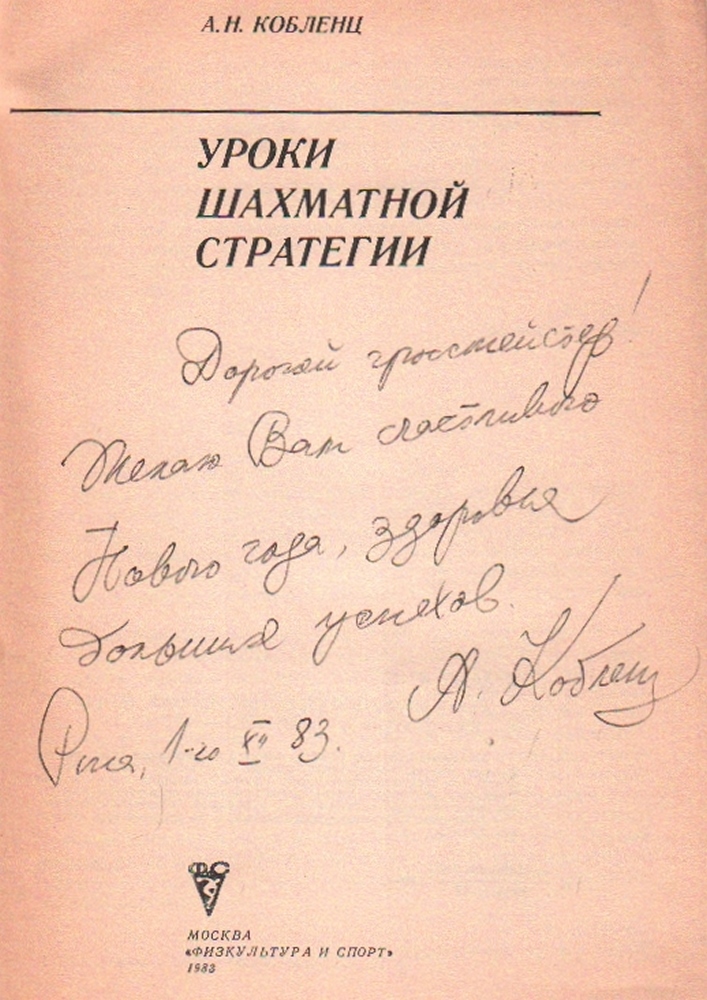 А. Н. КОБЛЕНЦ
УРОКИ
ШАХМАТНОЙ
СТРАТЕГИИ
Дорогой гроссмейстер!
Желаю Вам счастливого
Нового года, здоровья
больших успехов.
А. Кобленц
Рига, 1-го XII 83.
ФиС
МОСКВА
«ФИЗКУЛЬТУРА И СПОРТ»
1983